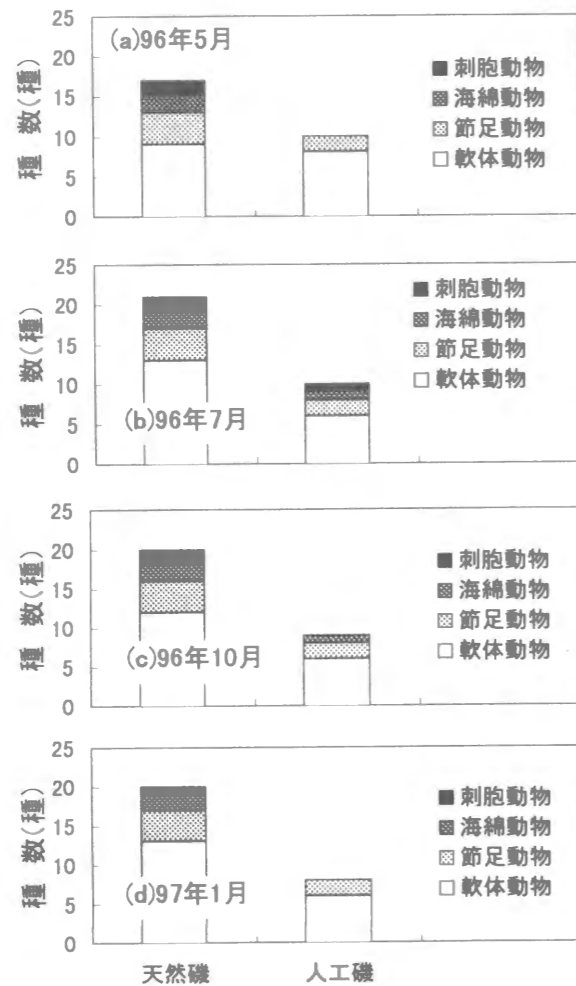 25
20
15
10
5
0
種 数(種)
(a)96年5月
■刺胞動物
海綿動物
節足動物
□軟体動物
25
20
15
10
5
0
種 数(種)
(b)96年7月
■刺胞動物
海綿動物
節足動物
□軟体動物
25
20
15
10
5
0
種 数(種)
(c)96年10月
■刺胞動物
海綿動物
節足動物
□軟体動物
25
20
15
10
5
0
種 数(種)
(d)97年1月
■刺胞動物
海綿動物
節足動物
□軟体動物
天然磯 人工磯